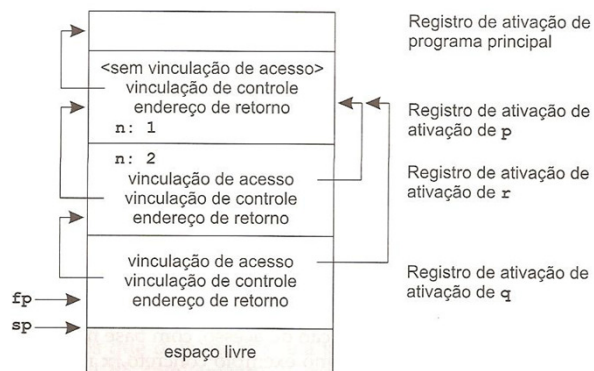 Registro de ativação de
programa principal
<sem vinculação de acesso>
vinculação de controle
endereço de retorno
n: 1
Registro de ativação de
ativação de p
n: 2
vinculação de acesso
vinculação de controle
endereço de retorno
Registro de ativação de
ativação de r
vinculação de acesso
vinculação de controle
endereço de retorno
Registro de ativação de
ativação de q
fp
sp
espaço livre